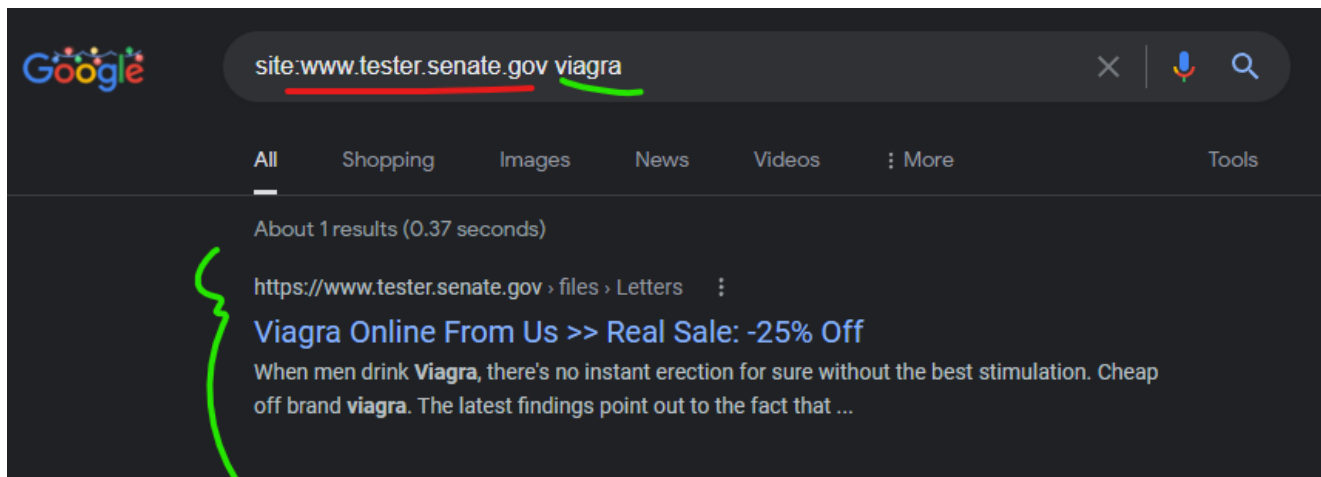 Google
site:www.tester.senate.gov viagra
All Shopping Images News Videos More Tools
About 1 results (0.37 seconds)
https://www.tester.senate.gov › files › Letters
Viagra Online From Us >> Real Sale: -25% Off
When men drink Viagra, there's no instant erection for sure without the best stimulation. Cheap
off brand viagra. The latest findings point out to the fact that ...